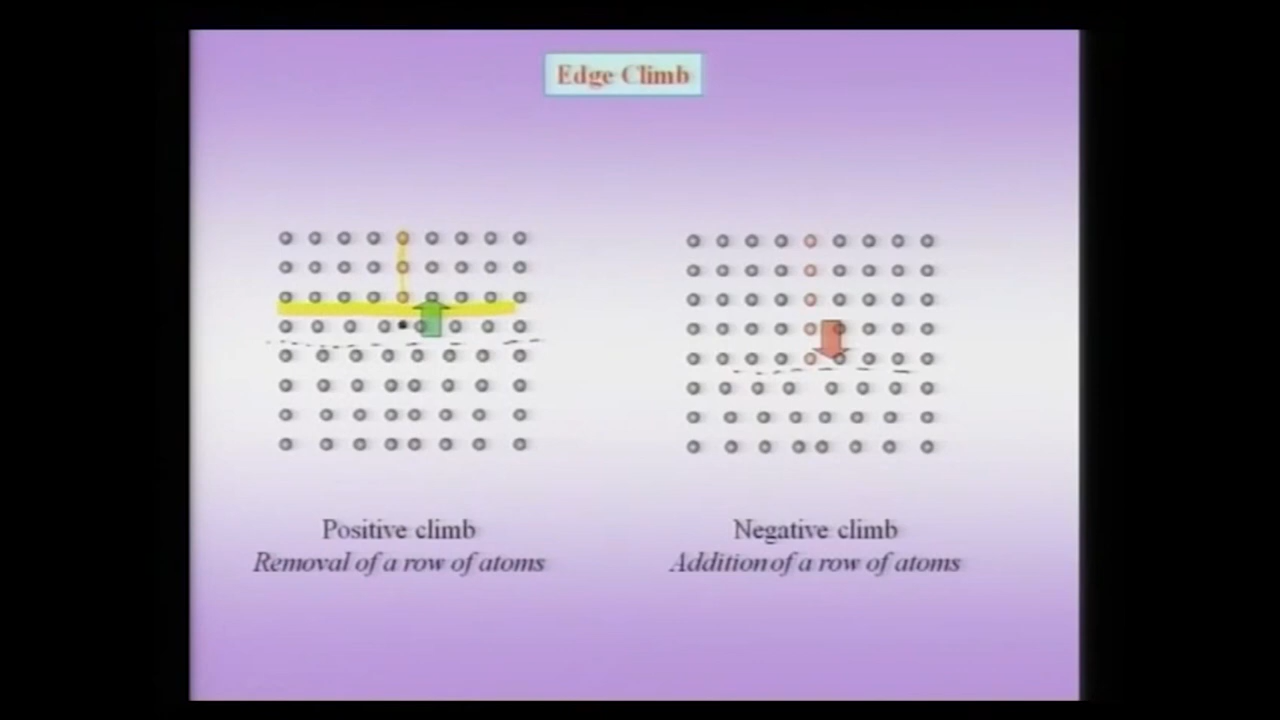 Edge Climb
Positive climb
Removal of a row of atoms
Negative climb
Addition of a row of atoms